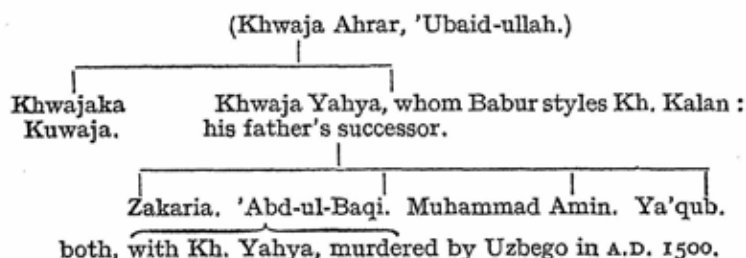 (Khwaja Ahrar, 'Ubaid-ullah.)
Khwajaka Khwaja Yahya, whom Babur styles Kh. Kalan :
Kuwaja. his father's successor.
Zakaria. 'Abd-ul-Baqi. Muhammad Amin. Ya'qub.
both, with Kh. Yahya, murdered by Uzbego in A.D. 1500.